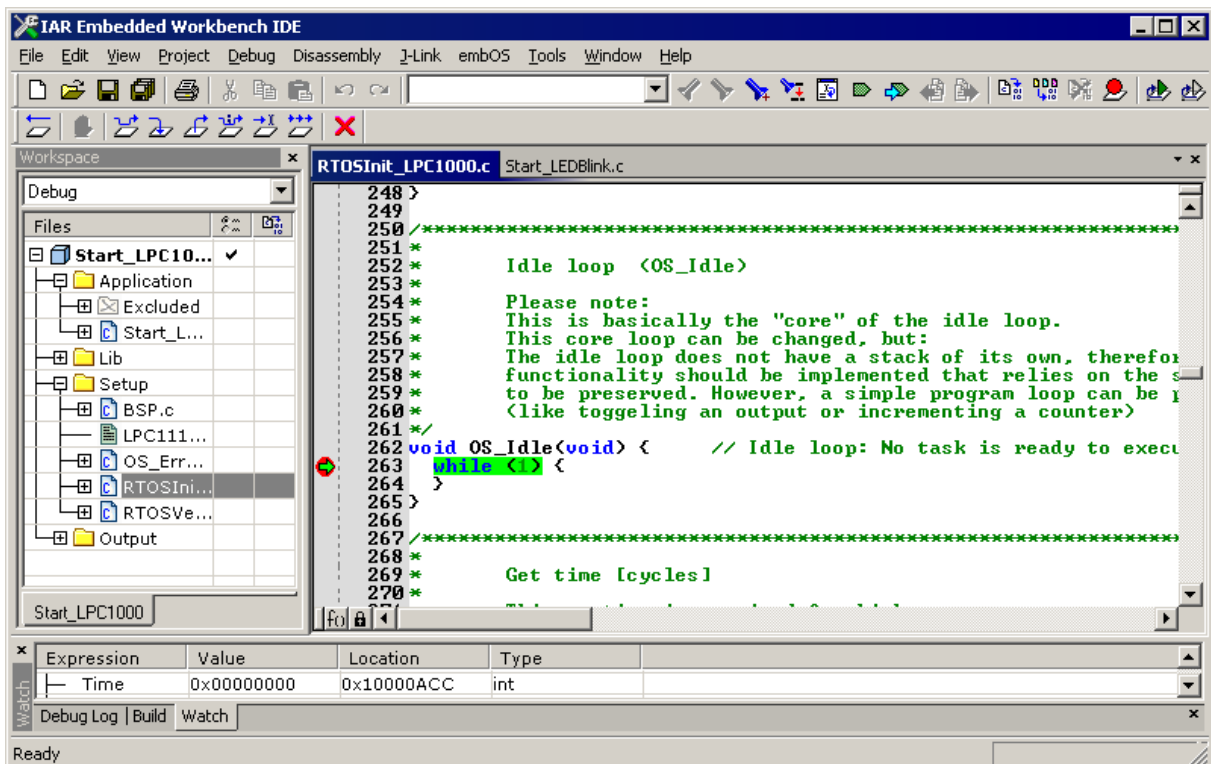 IAR Embedded Workbench IDE
File Edit View Project Debug Disassembly J-Link embOS Tools Window Help
Workspace
RTOSInit_LPC1000.c Start_LEDBlink.c
Debug
Files
Start_LPC10...
Application
Excluded
Start_L...
Lib
Setup
BSP.c
LPC111...
OS_Err...
RTOSIni...
RTOSVe...
Output
Start_LPC1000
248 }
249
250 /*********************************************************************
251 *
252 * Idle loop (OS_Idle)
253 *
254 * Please note:
255 * This is basically the "core" of the idle loop.
256 * This core loop can be changed, but:
257 * The idle loop does not have a stack of its own, therefor
258 * functionality should be implemented that relies on the s
259 * to be preserved. However, a simple program loop can be p
260 * (like toggeling an output or incrementing a counter)
261 */
262 void OS_Idle(void) { // Idle loop: No task is ready to execu
263 while (1) {
264 }
265 }
266
267 /*********************************************************************
268 *
269 * Get time [cycles]
270 *
Expression Value Location Type
Time 0x00000000 0x10000ACC int
Watch
Debug Log | Build Watch
Ready